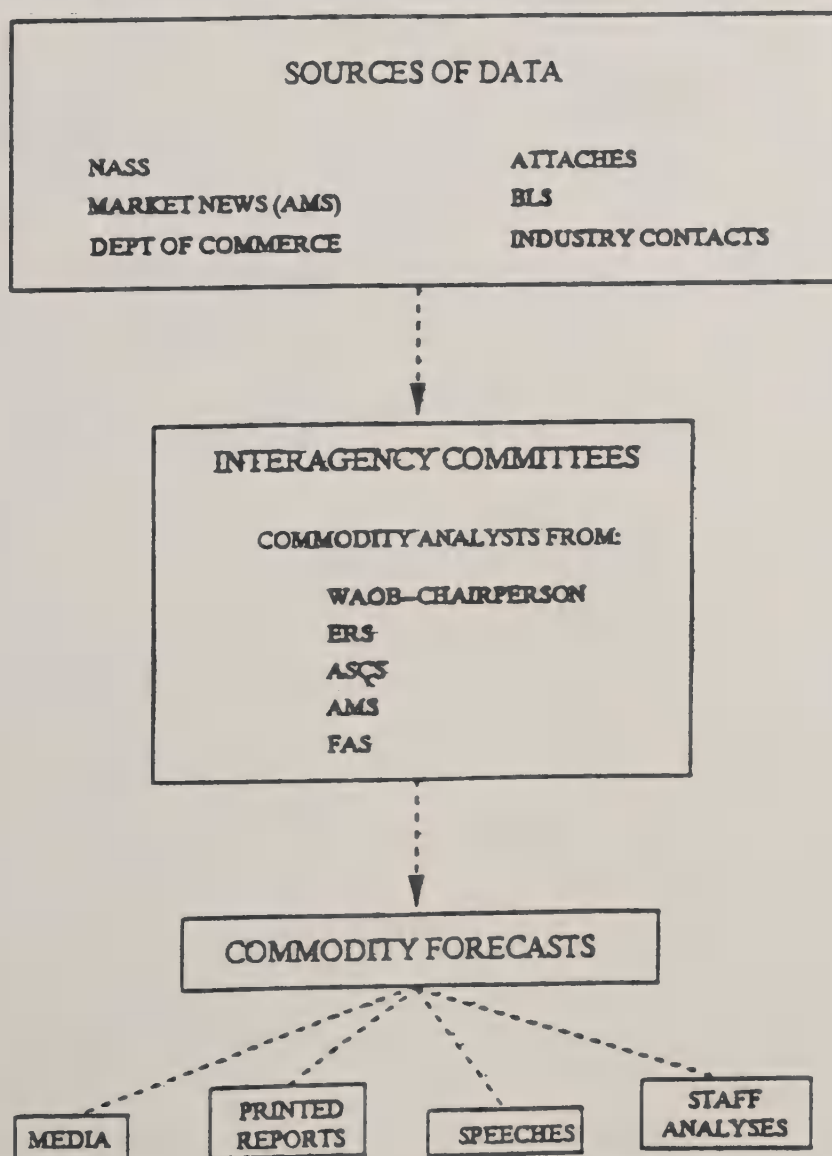 SOURCES OF DATA
NASS
MARKET NEWS (AMS)
DEPT OF COMMERCE
ATTACHES
BLS
INDUSTRY CONTACTS
INTERAGENCY COMMITTEES
COMMODITY ANALYSTS FROM:
WAOB–CHAIRPERSON
ERS
ASCS
AMS
FAS
COMMODITY FORECASTS
MEDIA
PRINTED
REPORTS
SPEECHES
STAFF
ANALYSES